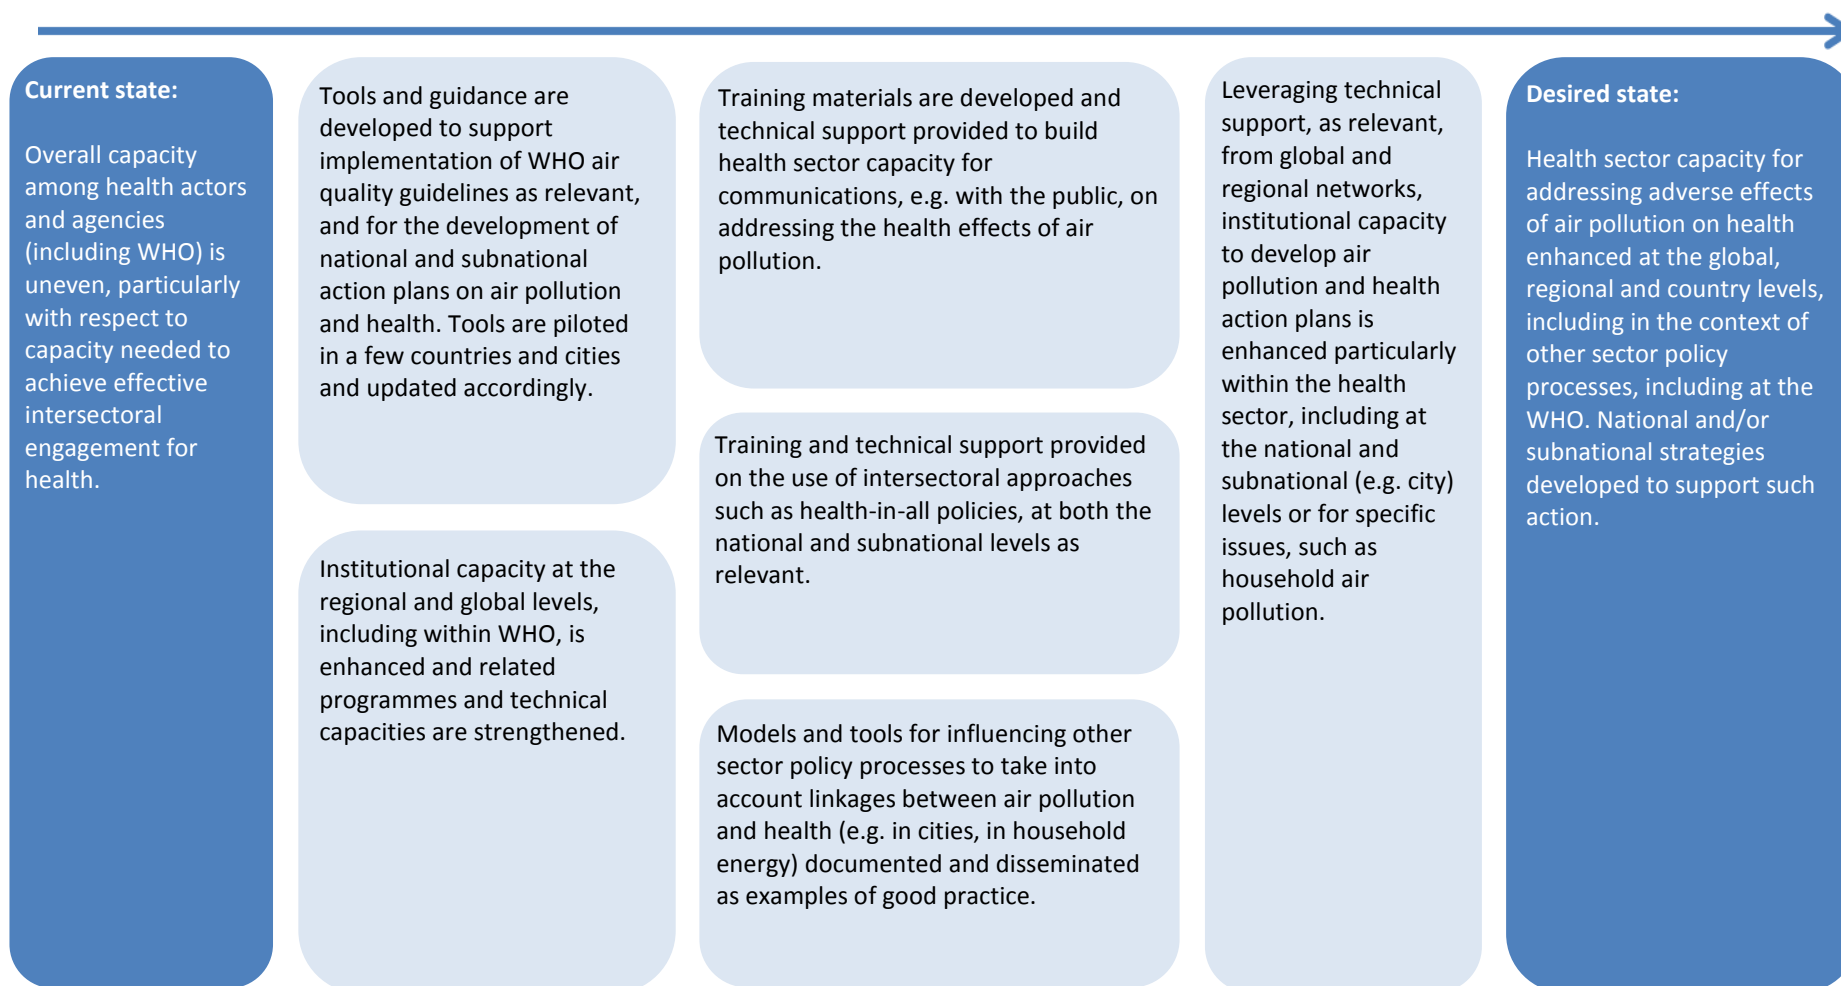 Current state:
Overall capacity
among health actors
and agencies
(including WHO) is
uneven, particularly
with respect to
capacity needed to
achieve effective
intersectoral
engagement for
health.
Tools and guidance are
developed to support
implementation of WHO air
quality guidelines as relevant,
and for the development of
national and subnational
action plans on air pollution
and health. Tools are piloted
in a few countries and cities
and updated accordingly.
Institutional capacity at the
regional and global levels,
including within WHO, is
enhanced and related
programmes and technical
capacities are strengthened.
Training materials are developed and
technical support provided to build
health sector capacity for
communications, e.g. with the public, on
addressing the health effects of air
pollution.
Training and technical support provided
on the use of intersectoral approaches
such as health-in-all policies, at both the
national and subnational levels as
relevant.
Models and tools for influencing other
sector policy processes to take into
account linkages between air pollution
and health (e.g. in cities, in household
energy) documented and disseminated
as examples of good practice.
Leveraging technical
support, as relevant,
from global and
regional networks,
institutional capacity
to develop air
pollution and health
action plans is
enhanced particularly
within the health
sector, including at
the national and
subnational (e.g. city)
levels or for specific
issues, such as
household air
pollution.
Desired state:
Health sector capacity for
addressing adverse effects
of air pollution on health
enhanced at the global,
regional and country levels,
including in the context of
other sector policy
processes, including at the
WHO. National and/or
subnational strategies
developed to support such
action.